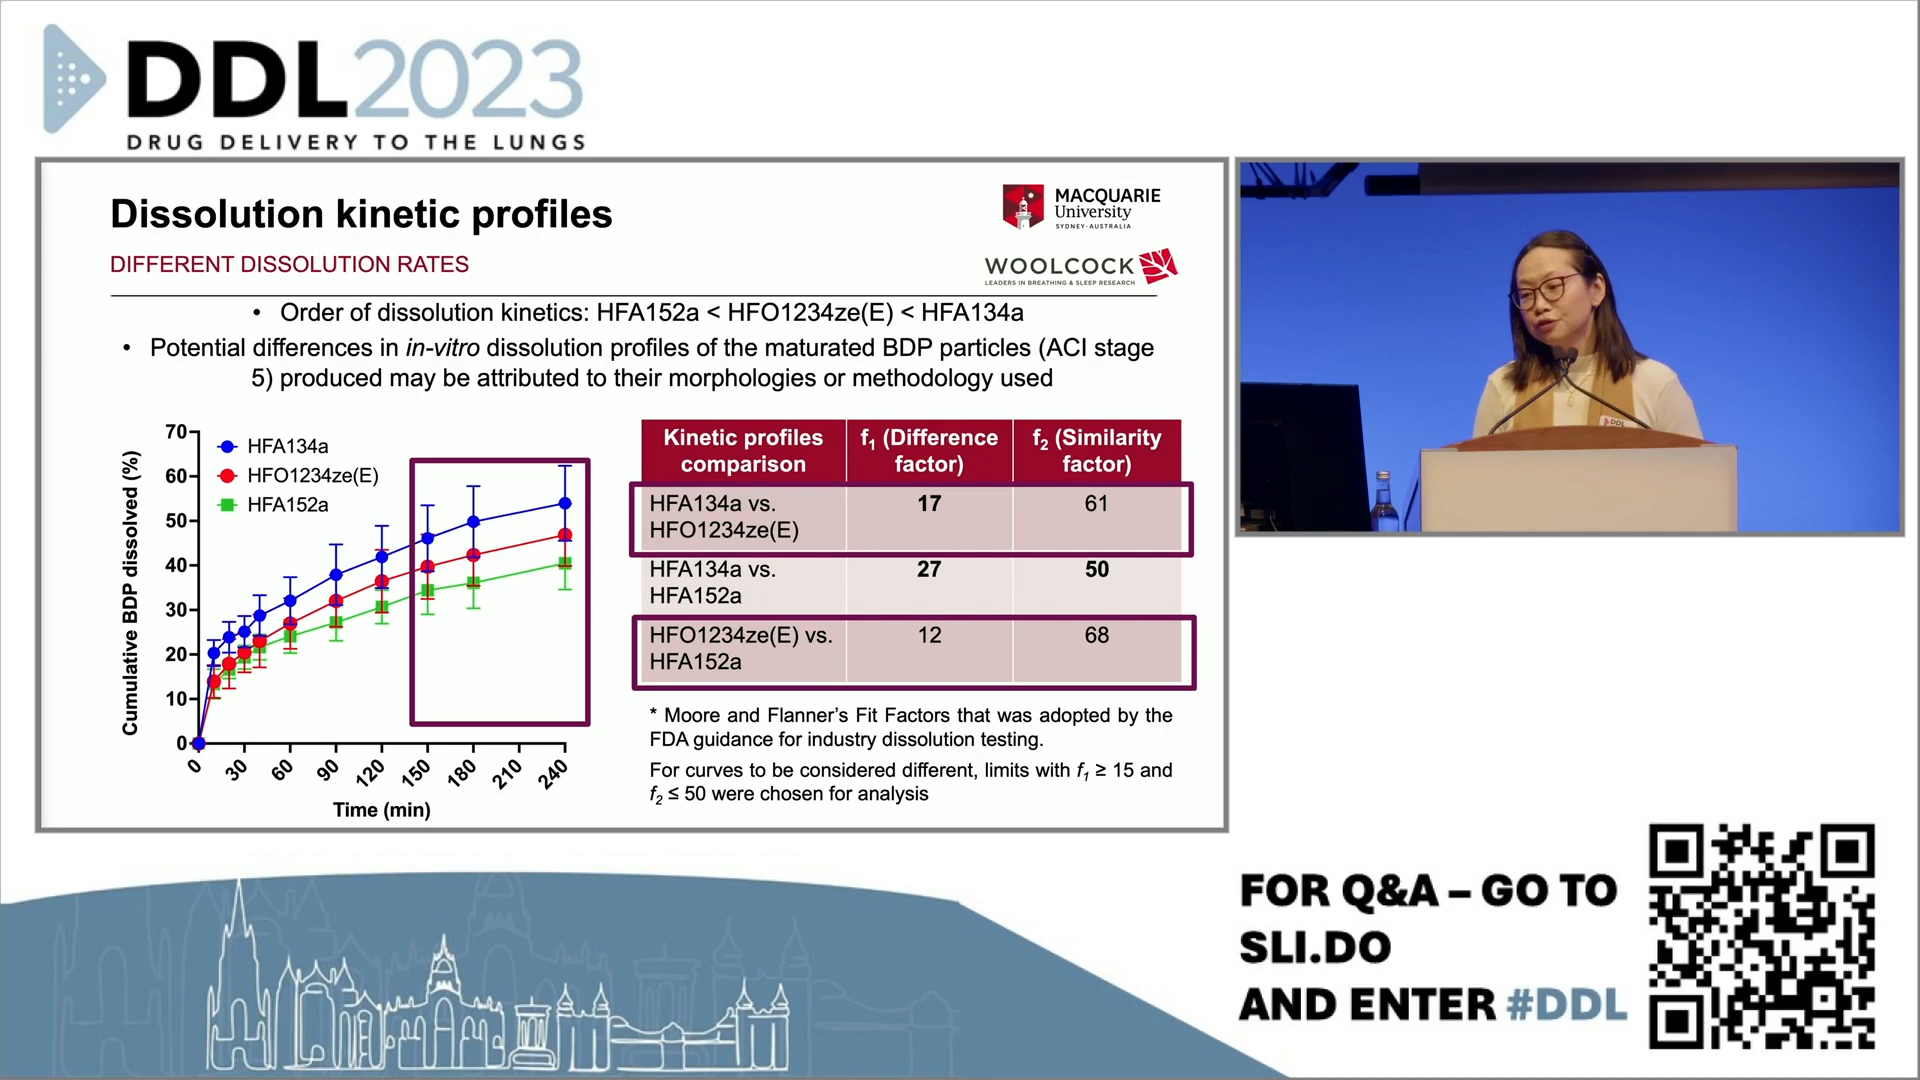 DDL2023
DRUG DELIVERY TO THE LUNGS
Dissolution kinetic profiles
DIFFERENT DISSOLUTION RATES
MACQUARIE
University
SYDNEY·AUSTRALIA
WOOLCOCK
LEADERS IN BREATHING & SLEEP RESEARCH
• Order of dissolution kinetics: HFA152a < HFO1234ze(E) < HFA134a
• Potential differences in in-vitro dissolution profiles of the maturated BDP particles (ACI stage
5) produced may be attributed to their morphologies or methodology used
Cumulative BDP dissolved (%)
70
60
50
40
30
20
10
0
HFA134a
HFO1234ze(E)
HFA152a
0 30 60 90 120 150 180 210 240
Time (min)
Kinetic profiles comparison | f1 (Difference factor) | f2 (Similarity factor)
HFA134a vs. HFO1234ze(E) | 17 | 61
HFA134a vs. HFA152a | 27 | 50
HFO1234ze(E) vs. HFA152a | 12 | 68
* Moore and Flanner's Fit Factors that was adopted by the
FDA guidance for industry dissolution testing.
For curves to be considered different, limits with f1 ≥ 15 and
f2 ≤ 50 were chosen for analysis
DDL
FOR Q&A – GO TO
SLI.DO
AND ENTER #DDL